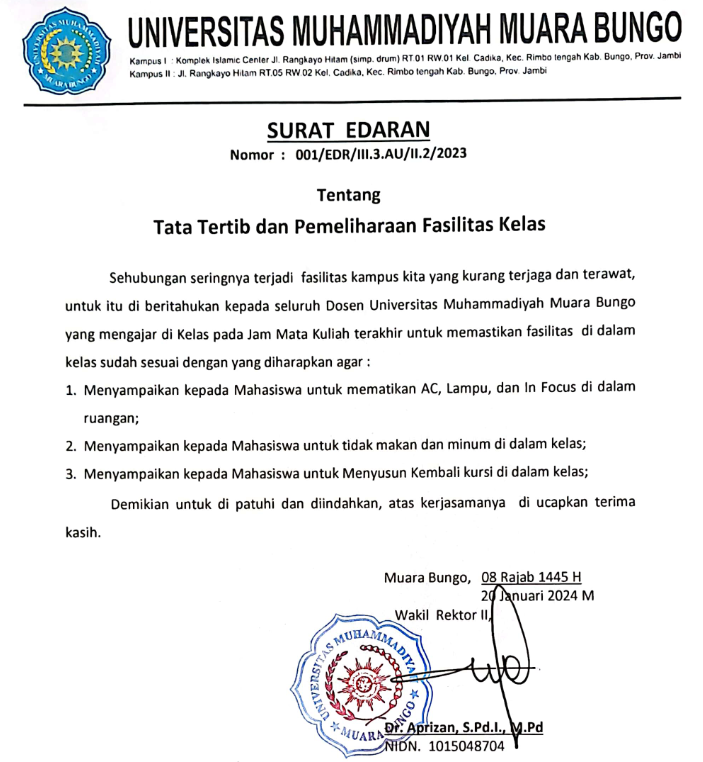 UNIVERSITAS MUHAMMADIYAH MUARA BUNGO
Kampus I : Komplek Islamic Center Jl. Rangkayo Hitam (simp. drum) RT.01 RW.01 Kel. Cadika, Kec. Rimbo tengah Kab. Bungo, Prov. Jambi
Kampus II : Jl. Rangkayo Hitam RT.05 RW.02 Kel. Cadika, Kec. Rimbo tengah Kab. Bungo, Prov. Jambi
UNIVERSITAS MUHAMMADIYAH
MUARA BUNGO
SURAT EDARAN
Nomor : 001/EDR/III.3.AU/II.2/2023
Tentang
Tata Tertib dan Pemeliharaan Fasilitas Kelas
Sehubungan seringnya terjadi fasilitas kampus kita yang kurang terjaga dan terawat,
untuk itu di beritahukan kepada seluruh Dosen Universitas Muhammadiyah Muara Bungo
yang mengajar di Kelas pada Jam Mata Kuliah terakhir untuk memastikan fasilitas di dalam
kelas sudah sesuai dengan yang diharapkan agar :
1. Menyampaikan kepada Mahasiswa untuk mematikan AC, Lampu, dan In Focus di dalam
ruangan;
2. Menyampaikan kepada Mahasiswa untuk tidak makan dan minum di dalam kelas;
3. Menyampaikan kepada Mahasiswa untuk Menyusun Kembali kursi di dalam kelas;
Demikian untuk di patuhi dan diindahkan, atas kerjasamanya di ucapkan terima
kasih.
Muara Bungo, 08 Rajab 1445 H
20 Januari 2024 M
Wakil Rektor II,
UNIVERSITAS MUHAMMADIYAH
MUARA BUNGO
Dr. Aprizan, S.Pd.I., M.Pd
NIDN. 1015048704